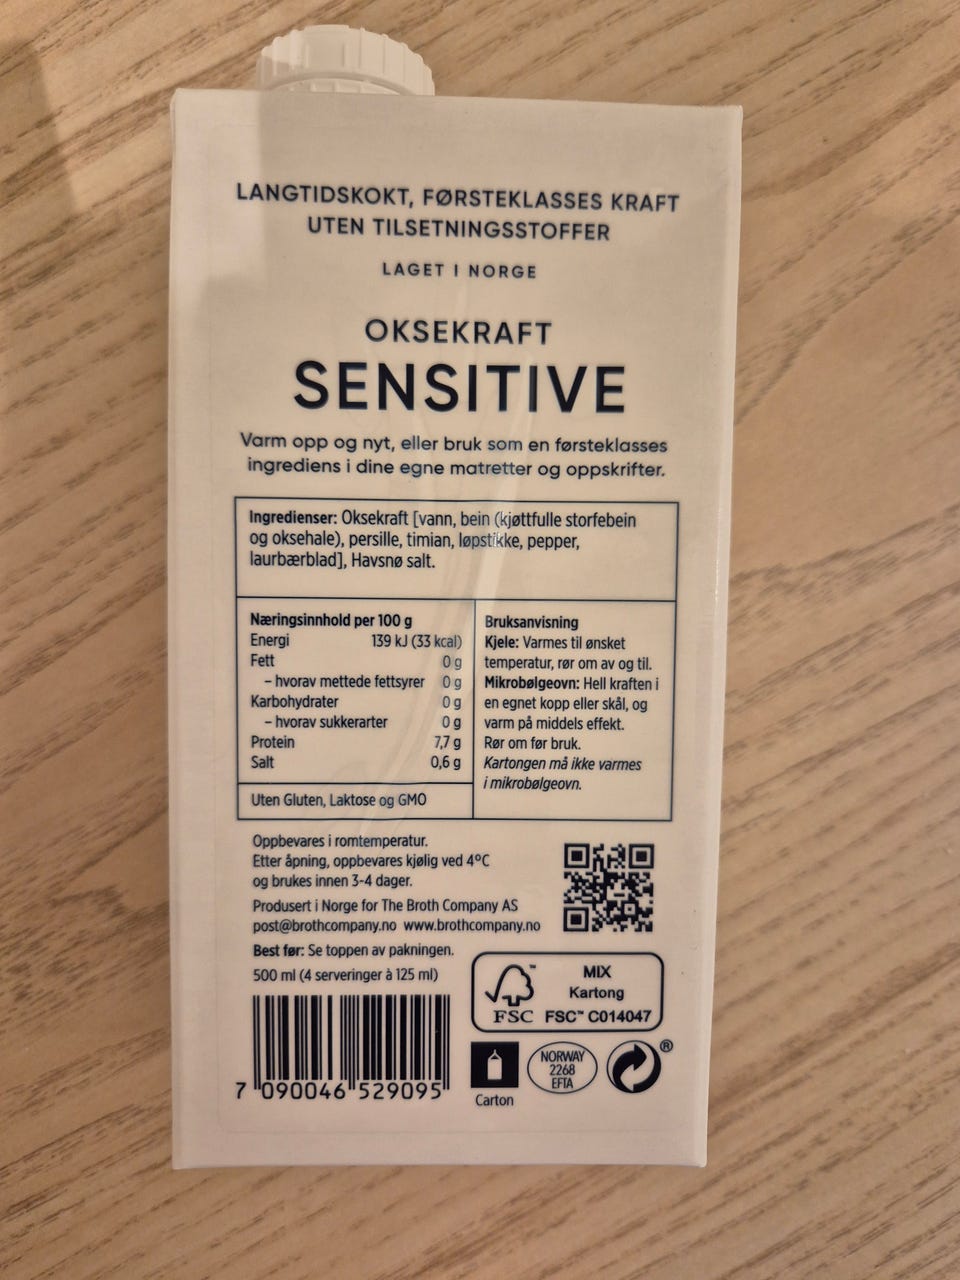 LANGTIDSKOKT, FØRSTEKLASSES KRAFT
UTEN TILSETNINGSSTOFFER
LAGET I NORGE
OKSEKRAFT
SENSITIVE
Varm opp og nyt, eller bruk som en førsteklasses
ingrediens i dine egne matretter og oppskrifter.
Ingredienser: Oksekraft [vann, bein (kjøttfulle storfebein
og oksehale), persille, timian, løpstikke, pepper,
laurbærblad], Havsnø salt.
Næringsinnhold per 100 g
Energi 139 kJ (33 kcal)
Fett 0 g
– hvorav mettede fettsyrer 0 g
Karbohydrater 0 g
– hvorav sukkerarter 0 g
Protein 7,7 g
Salt 0,6 g
Uten Gluten, Laktose og GMO
Bruksanvisning
Kjele: Varmes til ønsket
temperatur, rør om av og til.
Mikrobølgeovn: Hell kraften i
en egnet kopp eller skål, og
varm på middels effekt.
Rør om før bruk.
Kartongen må ikke varmes
i mikrobølgeovn.
Oppbevares i romtemperatur.
Etter åpning, oppbevares kjølig ved 4°C
og brukes innen 3-4 dager.
Produsert i Norge for The Broth Company AS
post@brothcompany.no www.brothcompany.no
Best før: Se toppen av pakningen.
500 ml (4 serveringer à 125 ml)
7 090046 529095
FSC™
MIX
Kartong
FSC™ C014047
Carton
NORWAY
2268
EFTA
®